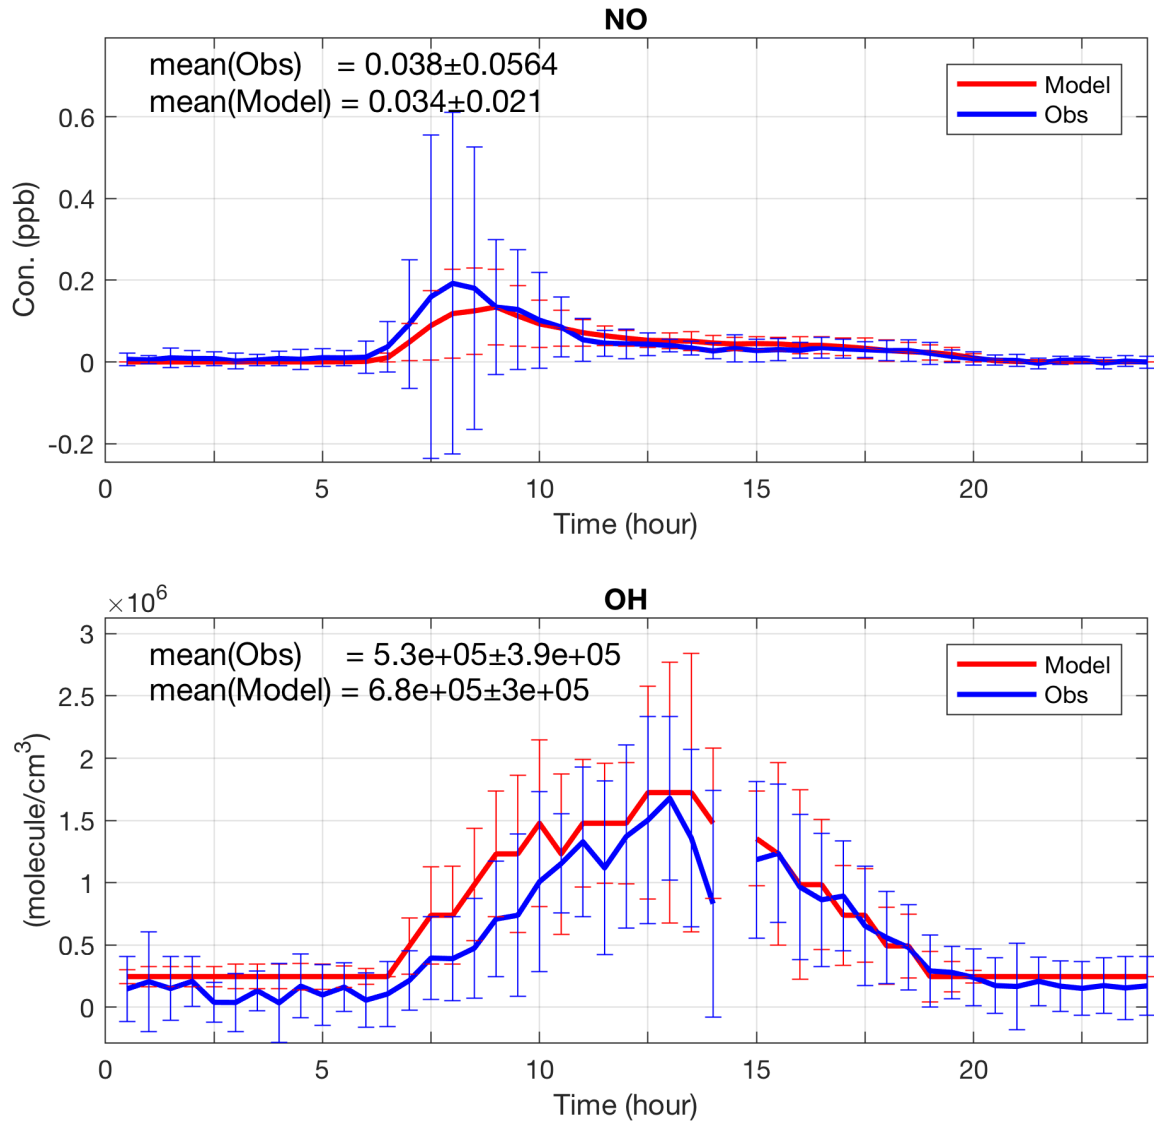 NO
mean(Obs) = 0.038±0.0564
mean(Model) = 0.034±0.021
Model
Obs
0.6
0.4
0.2
0
-0.2
Con. (ppb)
0 5 10 15 20
Time (hour)
×10^6
OH
mean(Obs) = 5.3e+05±3.9e+05
mean(Model) = 6.8e+05±3e+05
Model
Obs
3
2.5
2
1.5
1
0.5
0
(molecule/cm^3)
0 5 10 15 20
Time (hour)